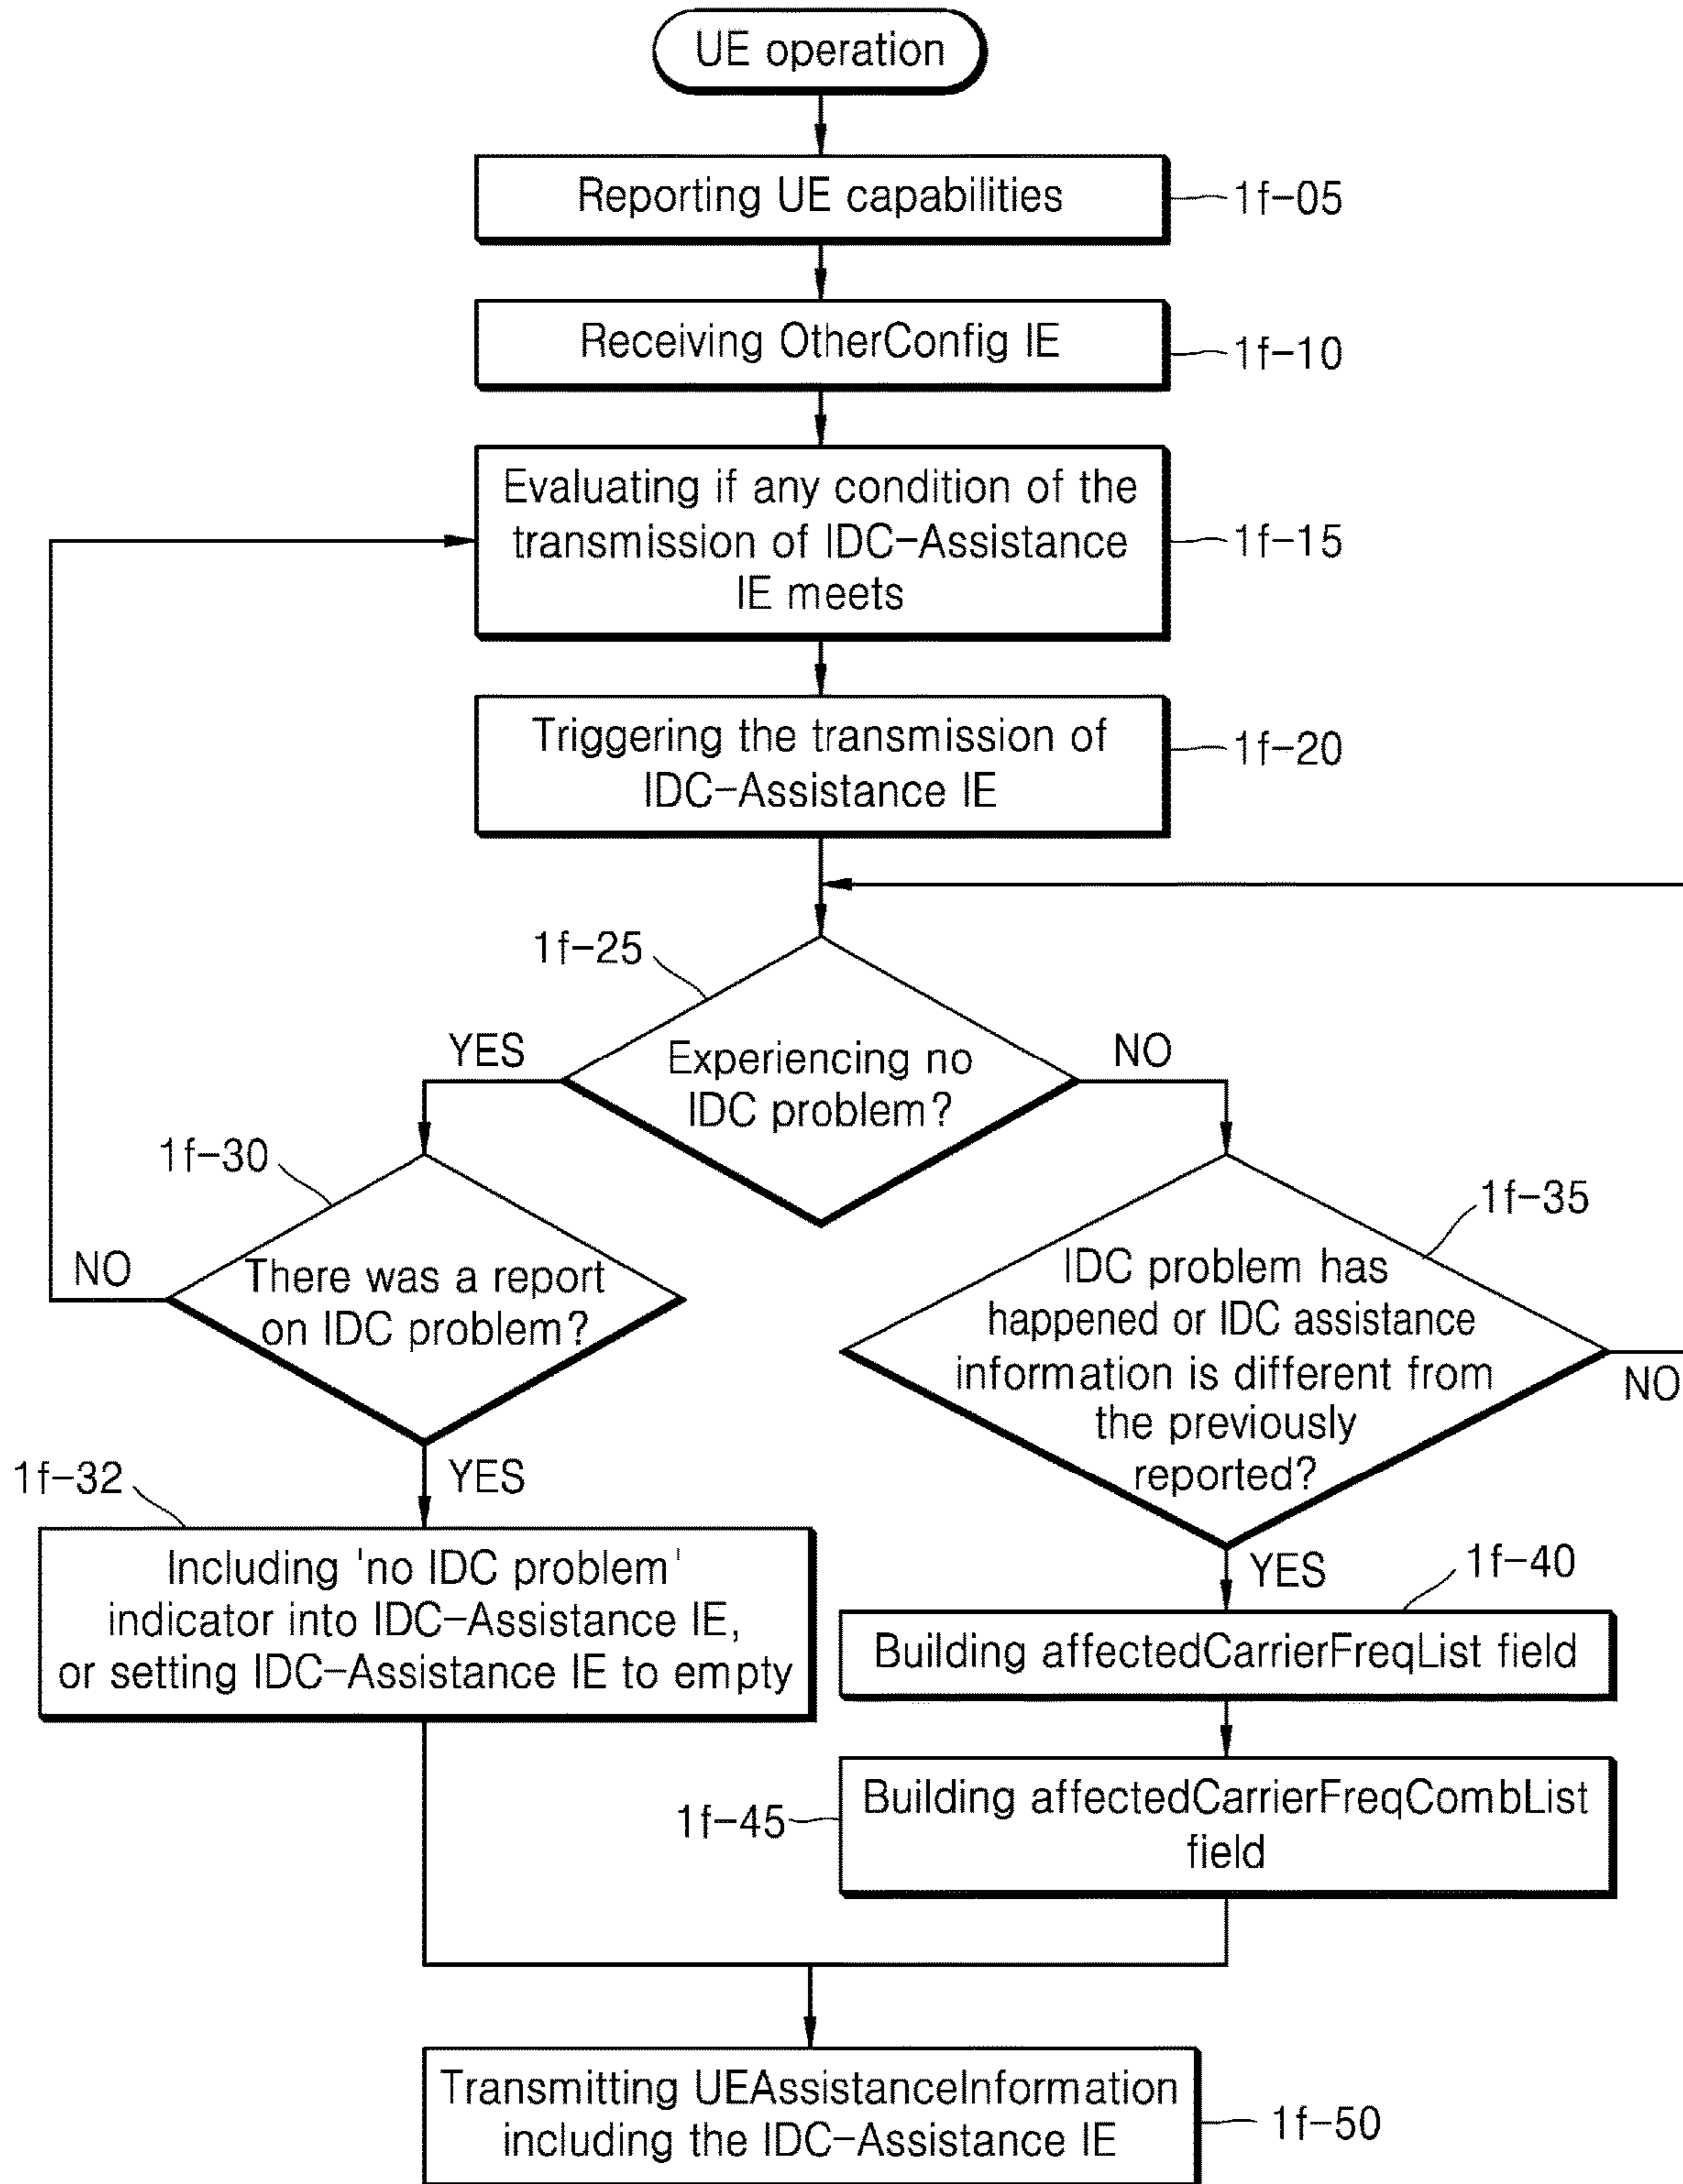 UE operation
Reporting UE capabilities
1f-05
Receiving OtherConfig IE
1f-10
Evaluating if any condition of the
transmission of IDC-Assistance
IE meets
1f-15
Triggering the transmission of
IDC-Assistance IE
1f-20
1f-25
Experiencing no
IDC problem?
YES
NO
1f-30
There was a report
on IDC problem?
NO
YES
1f-35
IDC problem has
happened or IDC assistance
information is different from
the previously
reported?
NO
YES
1f-32
Including 'no IDC problem'
indicator into IDC-Assistance IE,
or setting IDC-Assistance IE to empty
1f-40
Building affectedCarrierFreqList field
1f-45
Building affectedCarrierFreqCombList
field
Transmitting UEAssistanceInformation
including the IDC-Assistance IE
1f-50